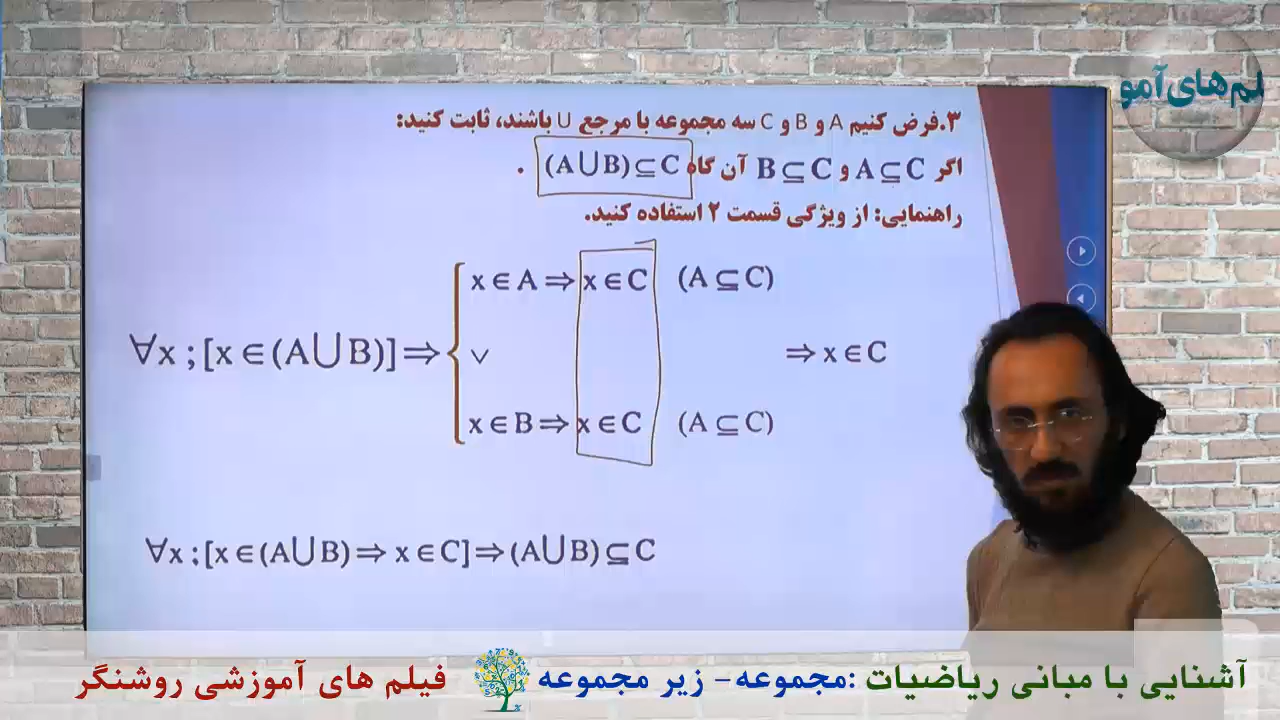 لم های آمو
۳.فرض کنیم A و B و C سه مجموعه با مرجع U باشند، ثابت کنید:
اگر A⊆C و B⊆C آن گاه (A∪B)⊆C .
راهنمایی: از ویژگی قسمت ۲ استفاده کنید.
x∈A⇒x∈C (A⊆C)
∀x ;[x∈(A∪B)]⇒{ ∨ ⇒x∈C
x∈B⇒x∈C (A⊆C)
∀x ;[x∈(A∪B)⇒x∈C]⇒(A∪B)⊆C
آشنایی با مبانی ریاضیات :مجموعه- زیر مجموعه فیلم های آموزشی روشنگر